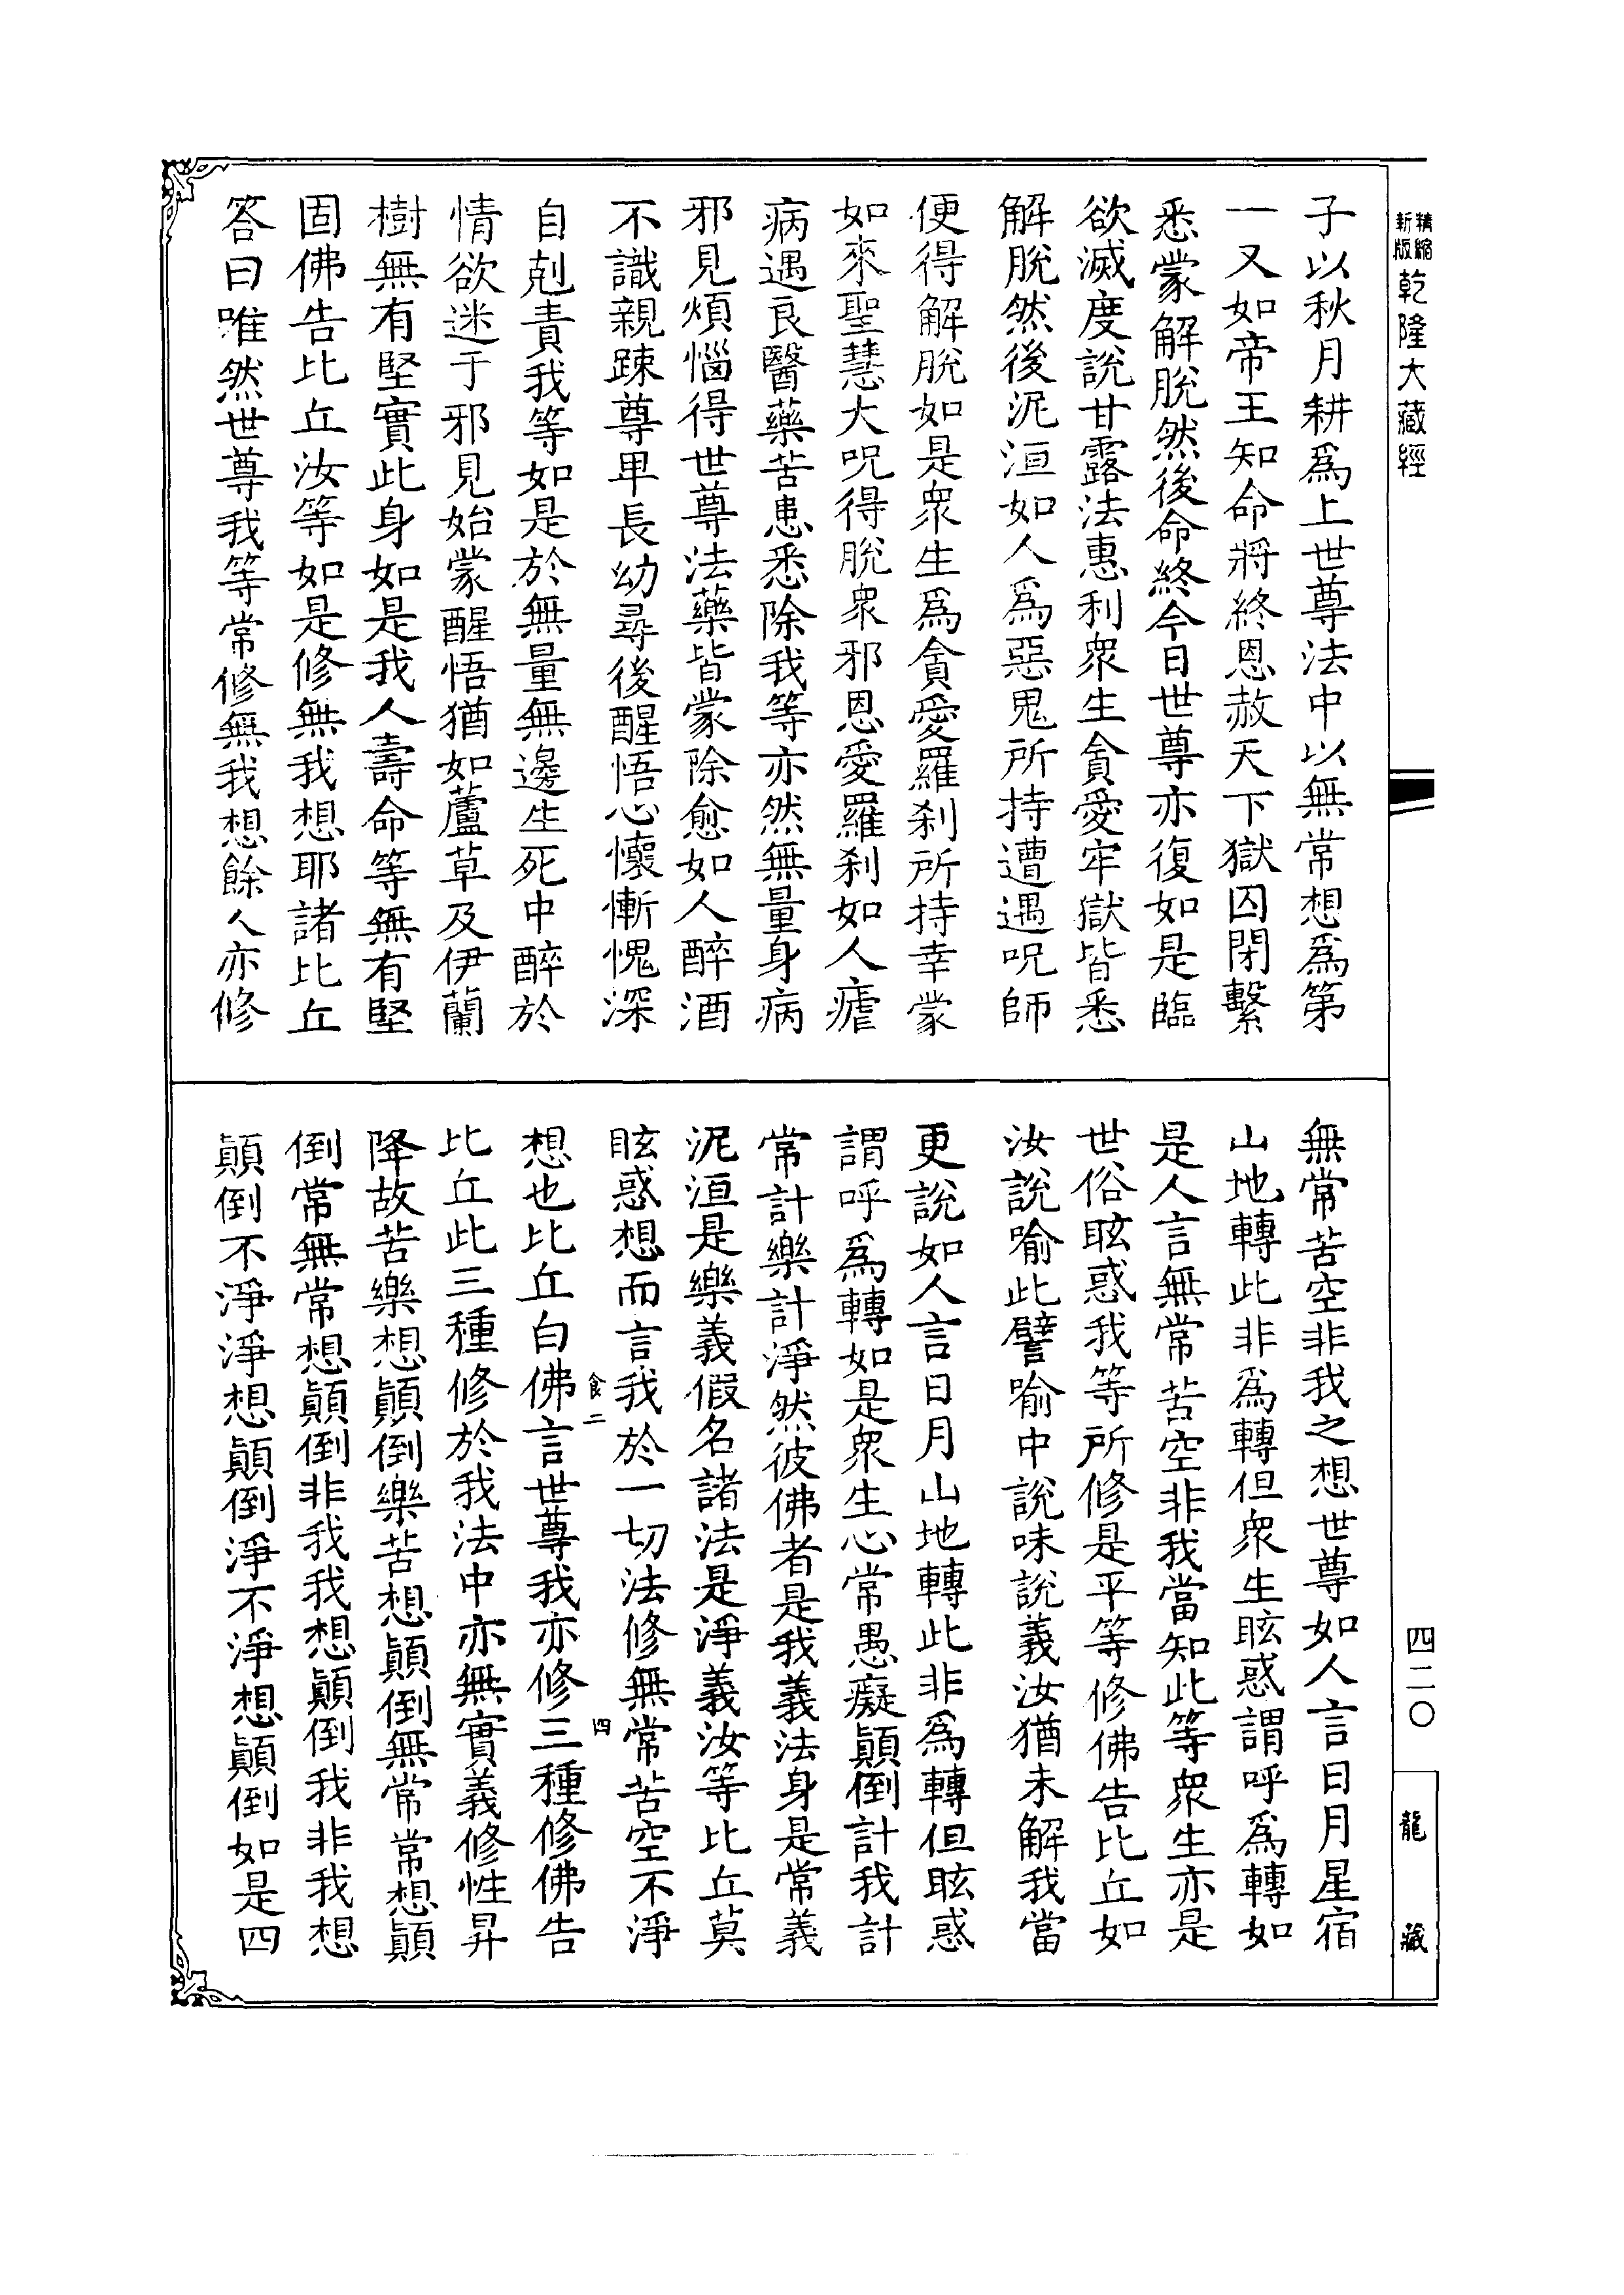 精縮新版乾隆大藏經
子以秋月耕爲上世尊法中以無常想爲第
一又如帝王知命將終恩赦天下獄囚閉繫
悉蒙解脫然後命終今日世尊亦復如是臨
欲滅度說甘露法惠利衆生貪愛牢獄皆悉
解脫然後泥洹如人爲惡鬼所持遭遇呪師
便得解脫如是衆生爲貪愛羅刹所持幸蒙
如來聖慧大呪得脫衆邪恩愛羅刹如人瘧
病遇良醫藥苦患悉除我等亦然無量身病
邪見煩惱得世尊法藥皆蒙除愈如人醉酒
不識親踈尊卑長幼尋後醒悟心懷慚愧深
自剋責我等如是於無量無邊生死中醉於
情欲迷于邪見始蒙醒悟猶如蘆草及伊蘭
樹無有堅實此身如是我人壽命等無有堅
固佛告比丘汝等如是修無我想耶諸比丘
答曰唯然世尊我等常修無我想餘人亦修
無常苦空非我之想世尊如人言日月星宿
山地轉此非爲轉但衆生眩惑謂呼爲轉如
是人言無常苦空非我當知此等衆生亦是
世俗眩惑我等所修是平等修佛告比丘如
汝說喻此譬喻中說味說義汝猶未解我當
更說如人言日月山地轉此非爲轉但眩惑
謂呼爲轉如是衆生心常愚癡顚倒計我計
常計樂計淨然彼佛者是我義法身是常義
泥洹是樂義假名諸法是淨義汝等比丘莫
眩惑想而言我於一切法修無常苦空不淨
食二
四
想也比丘白佛言世尊我亦修三種修佛告
比丘此三種修於我法中亦無實義修性昇
降故苦樂想顚倒樂苦想顚倒無常常想顚
倒常無常想顚倒非我我想顚倒我非我想
顚倒不淨淨想顚倒淨不淨想顚倒如是四
四二〇
龍藏